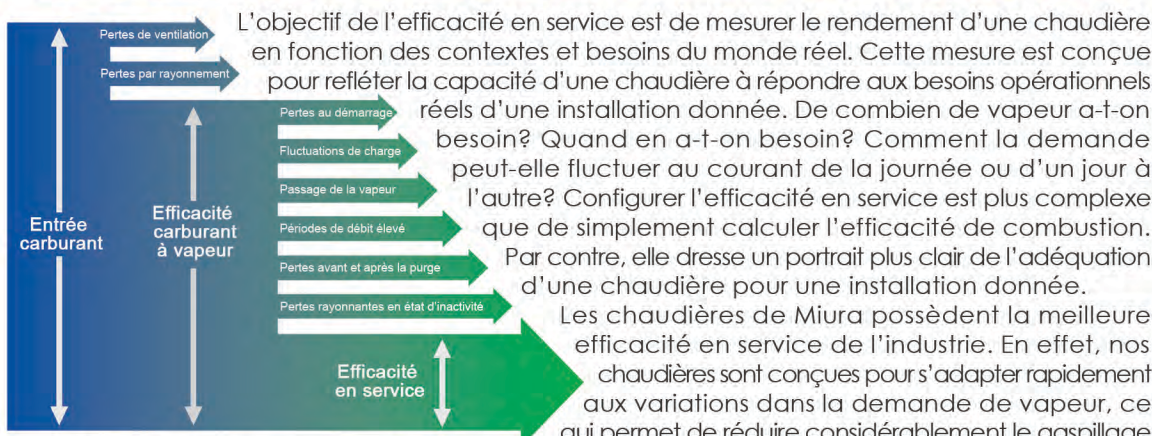 Pertes de ventilation
Pertes par rayonnement
Pertes au démarrage
Fluctuations de charge
Passage de la vapeur
Périodes de débit élevé
Pertes avant et après la purge
Pertes rayonnantes en état d'inactivité
Entrée
carburant
Efficacité
carburant
à vapeur
Efficacité
en service
L'objectif de l'efficacité en service est de mesurer le rendement d'une chaudière
en fonction des contextes et besoins du monde réel. Cette mesure est conçue
pour refléter la capacité d'une chaudière à répondre aux besoins opérationnels
réels d'une installation donnée. De combien de vapeur a-t-on
besoin? Quand en a-t-on besoin? Comment la demande
peut-elle fluctuer au courant de la journée ou d'un jour à
l'autre? Configurer l'efficacité en service est plus complexe
que de simplement calculer l'efficacité de combustion.
Par contre, elle dresse un portrait plus clair de l'adéquation
d'une chaudière pour une installation donnée.
Les chaudières de Miura possèdent la meilleure
efficacité en service de l'industrie. En effet, nos
chaudières sont conçues pour s'adapter rapidement
aux variations dans la demande de vapeur, ce
qui permet de réduire considérablement le gaspillage